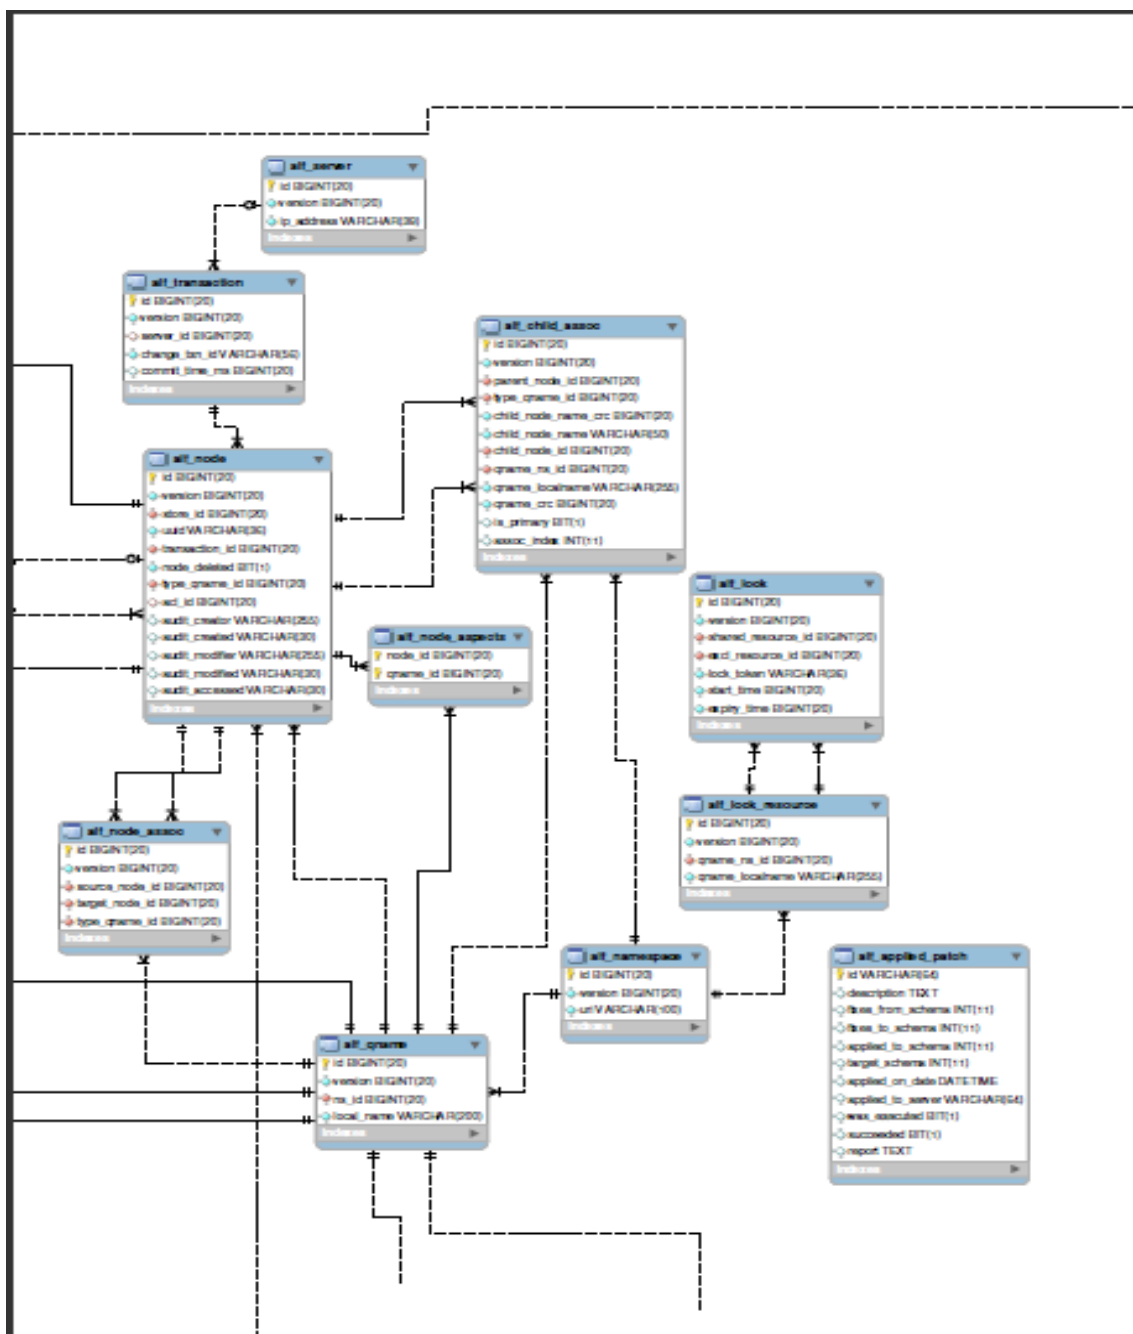 alf_server
id BIGINT(20)
version BIGINT(20)
ip_address VARCHAR(39)
Indexes
alf_transaction
id BIGINT(20)
version BIGINT(20)
server_id BIGINT(20)
change_txn_id VARCHAR(56)
commit_time_ms BIGINT(20)
Indexes
alf_child_assoc
id BIGINT(20)
version BIGINT(20)
parent_node_id BIGINT(20)
type_qname_id BIGINT(20)
child_node_name_crc BIGINT(20)
child_node_name VARCHAR(50)
child_node_id BIGINT(20)
qname_ns_id BIGINT(20)
qname_localname VARCHAR(255)
qname_crc BIGINT(20)
is_primary BIT(1)
assoc_index INT(11)
Indexes
alf_node
id BIGINT(20)
version BIGINT(20)
store_id BIGINT(20)
uuid VARCHAR(36)
transaction_id BIGINT(20)
node_deleted BIT(1)
type_qname_id BIGINT(20)
acl_id BIGINT(20)
audit_creator VARCHAR(255)
audit_created VARCHAR(30)
audit_modifier VARCHAR(255)
audit_modified VARCHAR(30)
audit_accessed VARCHAR(30)
Indexes
alf_node_aspects
node_id BIGINT(20)
qname_id BIGINT(20)
Indexes
alf_lock
id BIGINT(20)
version BIGINT(20)
shared_resource_id BIGINT(20)
excl_resource_id BIGINT(20)
lock_token VARCHAR(36)
start_time BIGINT(20)
expiry_time BIGINT(20)
Indexes
alf_lock_resource
id BIGINT(20)
version BIGINT(20)
qname_ns_id BIGINT(20)
qname_localname VARCHAR(255)
Indexes
alf_node_assoc
id BIGINT(20)
version BIGINT(20)
source_node_id BIGINT(20)
target_node_id BIGINT(20)
type_qname_id BIGINT(20)
Indexes
alf_namespace
id BIGINT(20)
version BIGINT(20)
uri VARCHAR(100)
Indexes
alf_applied_patch
id VARCHAR(64)
description TEXT
fixes_from_schema INT(11)
fixes_to_schema INT(11)
applied_to_schema INT(11)
target_schema INT(11)
applied_on_date DATETIME
applied_to_server VARCHAR(64)
was_executed BIT(1)
succeeded BIT(1)
report TEXT
Indexes
alf_qname
id BIGINT(20)
version BIGINT(20)
ns_id BIGINT(20)
local_name VARCHAR(200)
Indexes